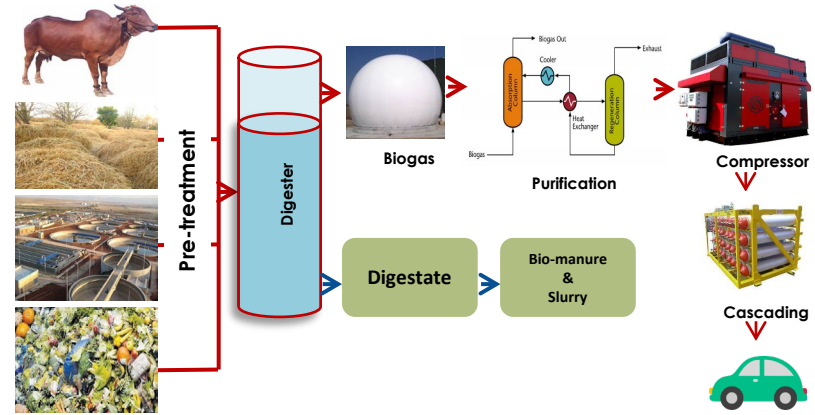 Pre-treatment
Digester
Biogas
Biogas Out
Cooler
Exhaust
Absorption
Column
Heat
Exchanger
Regeneration
Column
Biogas
Purification
Compressor
Cascading
Digestate
Bio-manure
&
Slurry